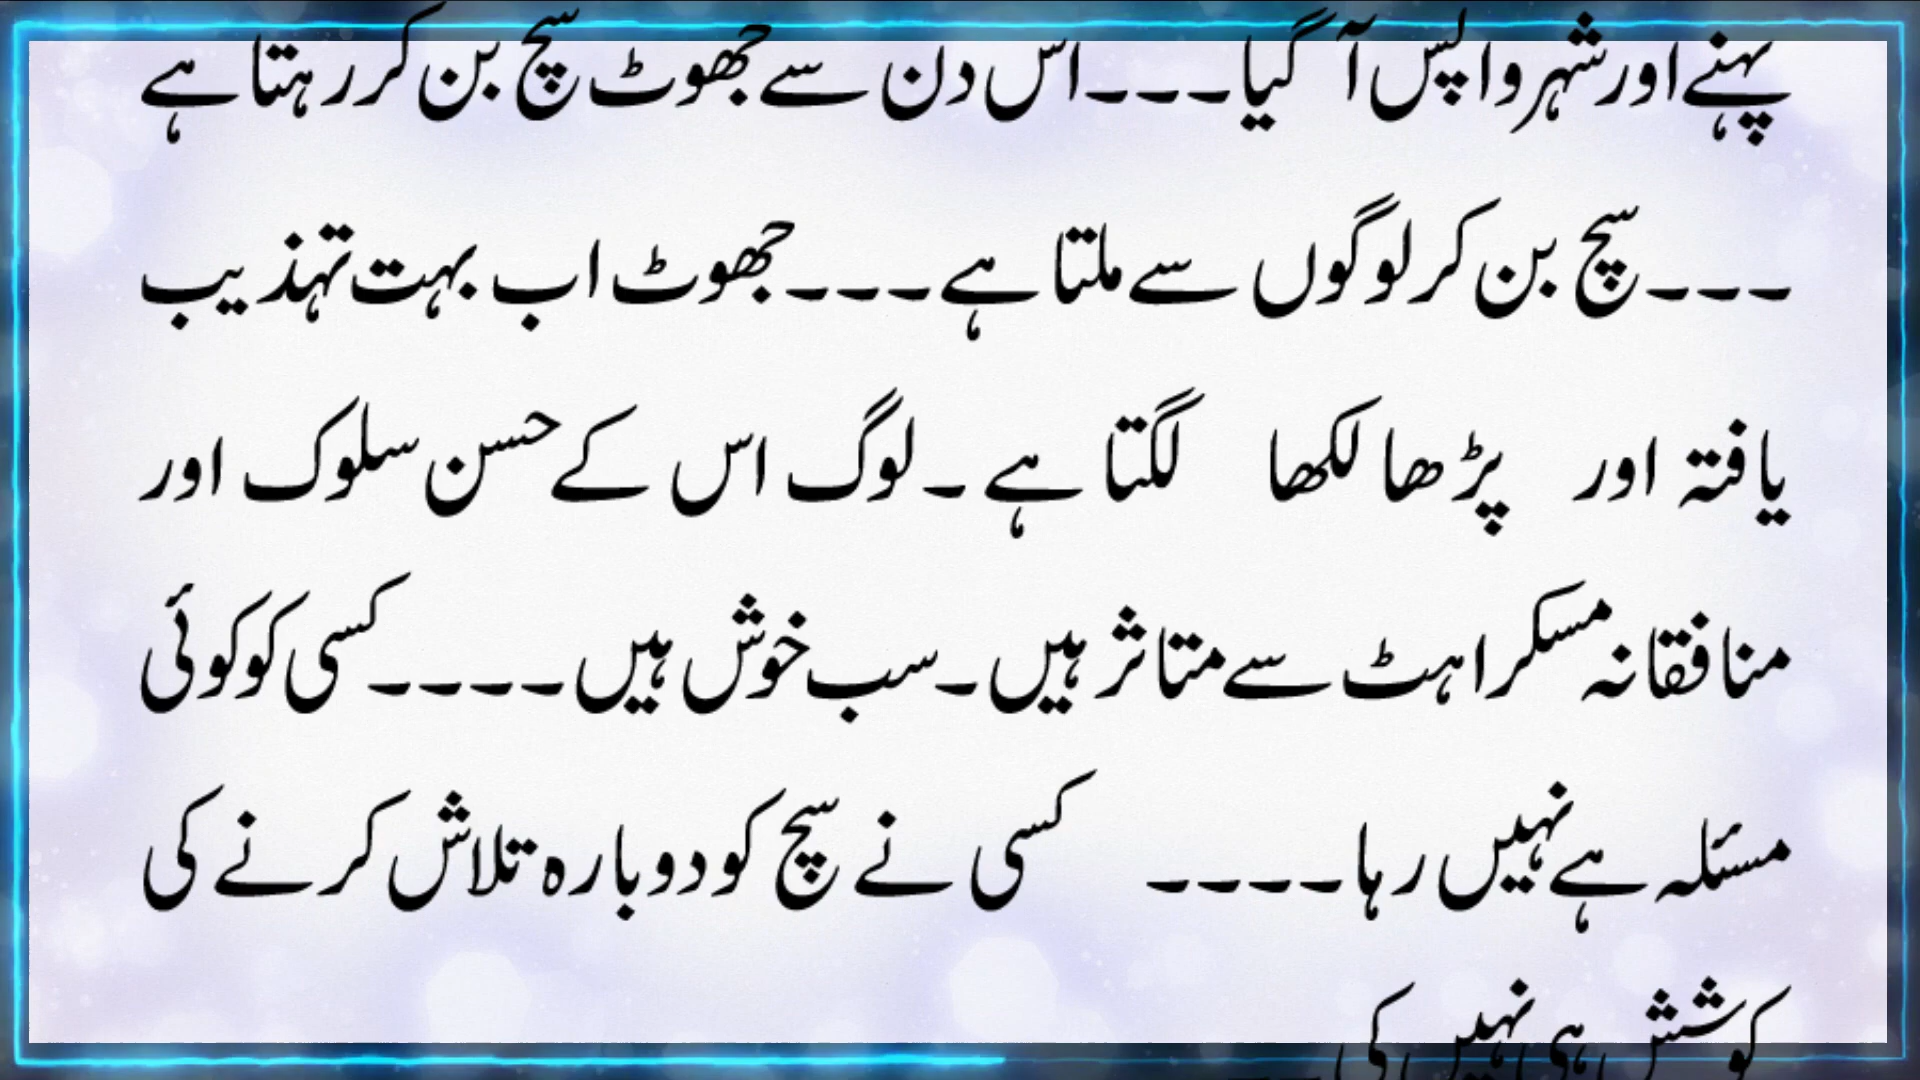 پہنے اور شہر واپس آ گیا۔۔۔اس دن سے جھوٹ سچ بن کر رہتا ہے
۔۔۔سچ بن کر لوگوں سے ملتا ہے۔۔۔جھوٹ اب بہت تہذیب
یافتہ اور پڑھا لکھا لگتا ہے ۔لوگ اس کے حسن سلوک اور
منافقانہ مسکراہٹ سے متاثر ہیں۔سب خوش ہیں۔۔۔۔کسی کو کوئی
مسئلہ ہے نہیں رہا۔۔۔۔ کسی نے سچ کو دوبارہ تلاش کرنے کی
کوشش ہی نہیں کی۔۔۔